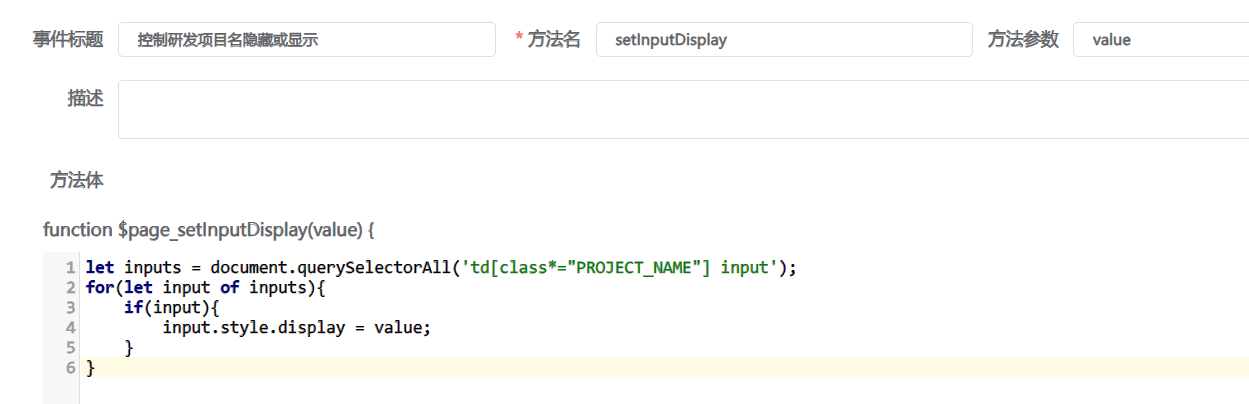 事件标题 控制研发项目名隐藏或显示 * 方法名 setInputDisplay 方法参数 value
描述
方法体
function $page_setInputDisplay(value) {
1 let inputs = document.querySelectorAll('td[class*="PROJECT_NAME"] input');
2 for(let input of inputs){
3     if(input){
4         input.style.display = value;
5     }
6 }